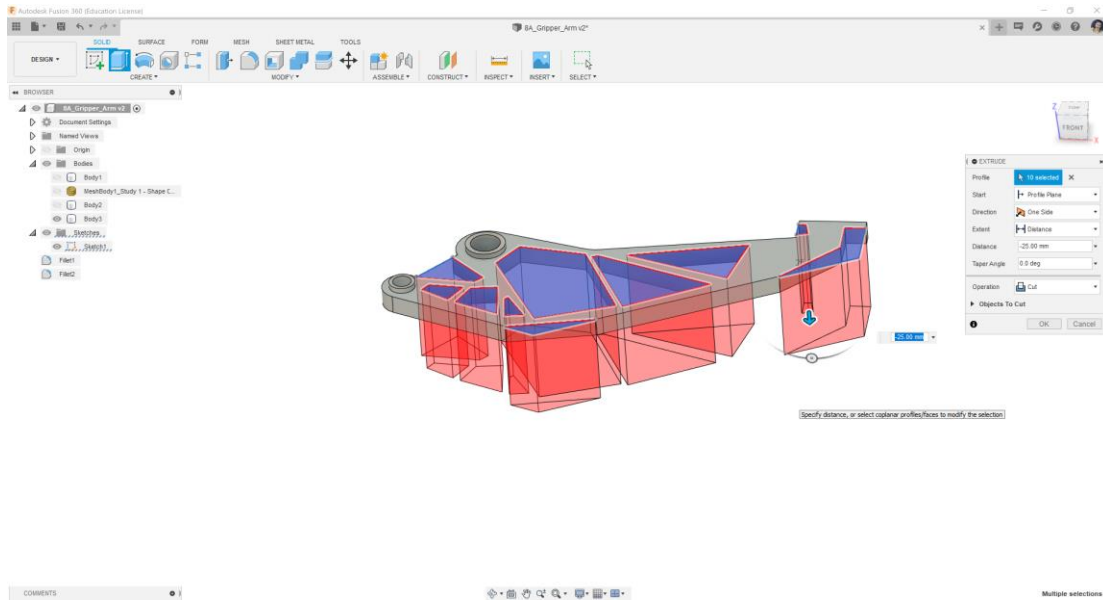 Autodesk Fusion 360 (Education License)
8A_Gripper_Arm v2*
SOLID SURFACE FORM MESH SHEET METAL TOOLS
DESIGN
CREATE MODIFY ASSEMBLE CONSTRUCT INSPECT INSERT SELECT
BROWSER
8A_Gripper_Arm v2
Document Settings
Named Views
Origin
Bodies
Body1
MeshBody1_Study 1 - Shape C...
Body2
Body3
Sketches
Sketch1
Fillet1
Fillet2
Z
TOP
FRONT
X
EXTRUDE
Profile 10 selected
Start Profile Plane
Direction One Side
Extent Distance
Distance -25.00 mm
Taper Angle 0.0 deg
Operation Cut
Objects To Cut
OK Cancel
-25.00 mm
Specify distance, or select coplanar profiles/faces to modify the selection
COMMENTS
Multiple selections